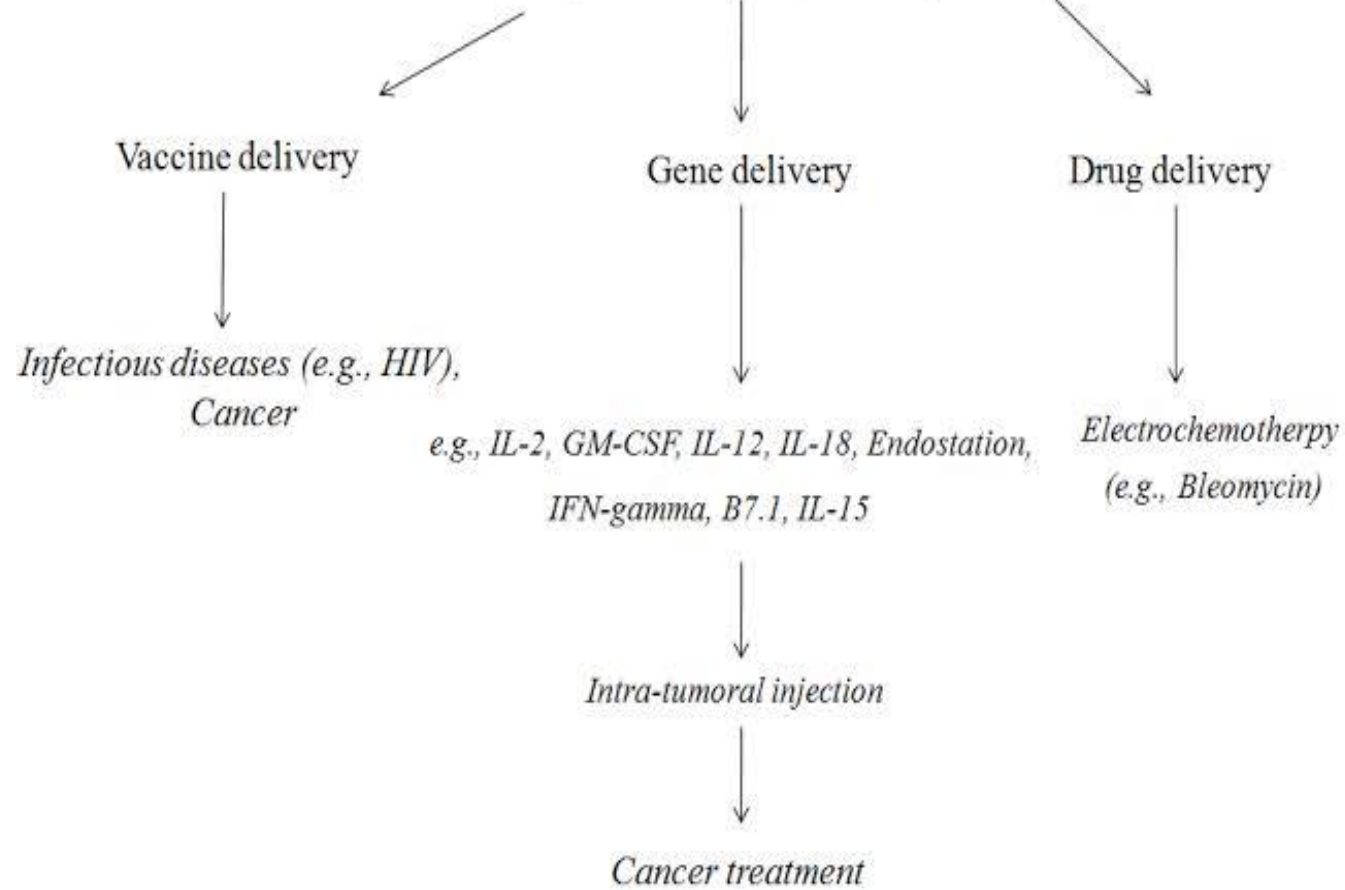 Vaccine delivery
Gene delivery
Drug delivery
Infectious diseases (e.g., HIV),
Cancer
e.g., IL-2, GM-CSF, IL-12, IL-18, Endostation,
IFN-gamma, B7.1, IL-15
Electrochemotherpy
(e.g., Bleomycin)
Intra-tumoral injection
Cancer treatment